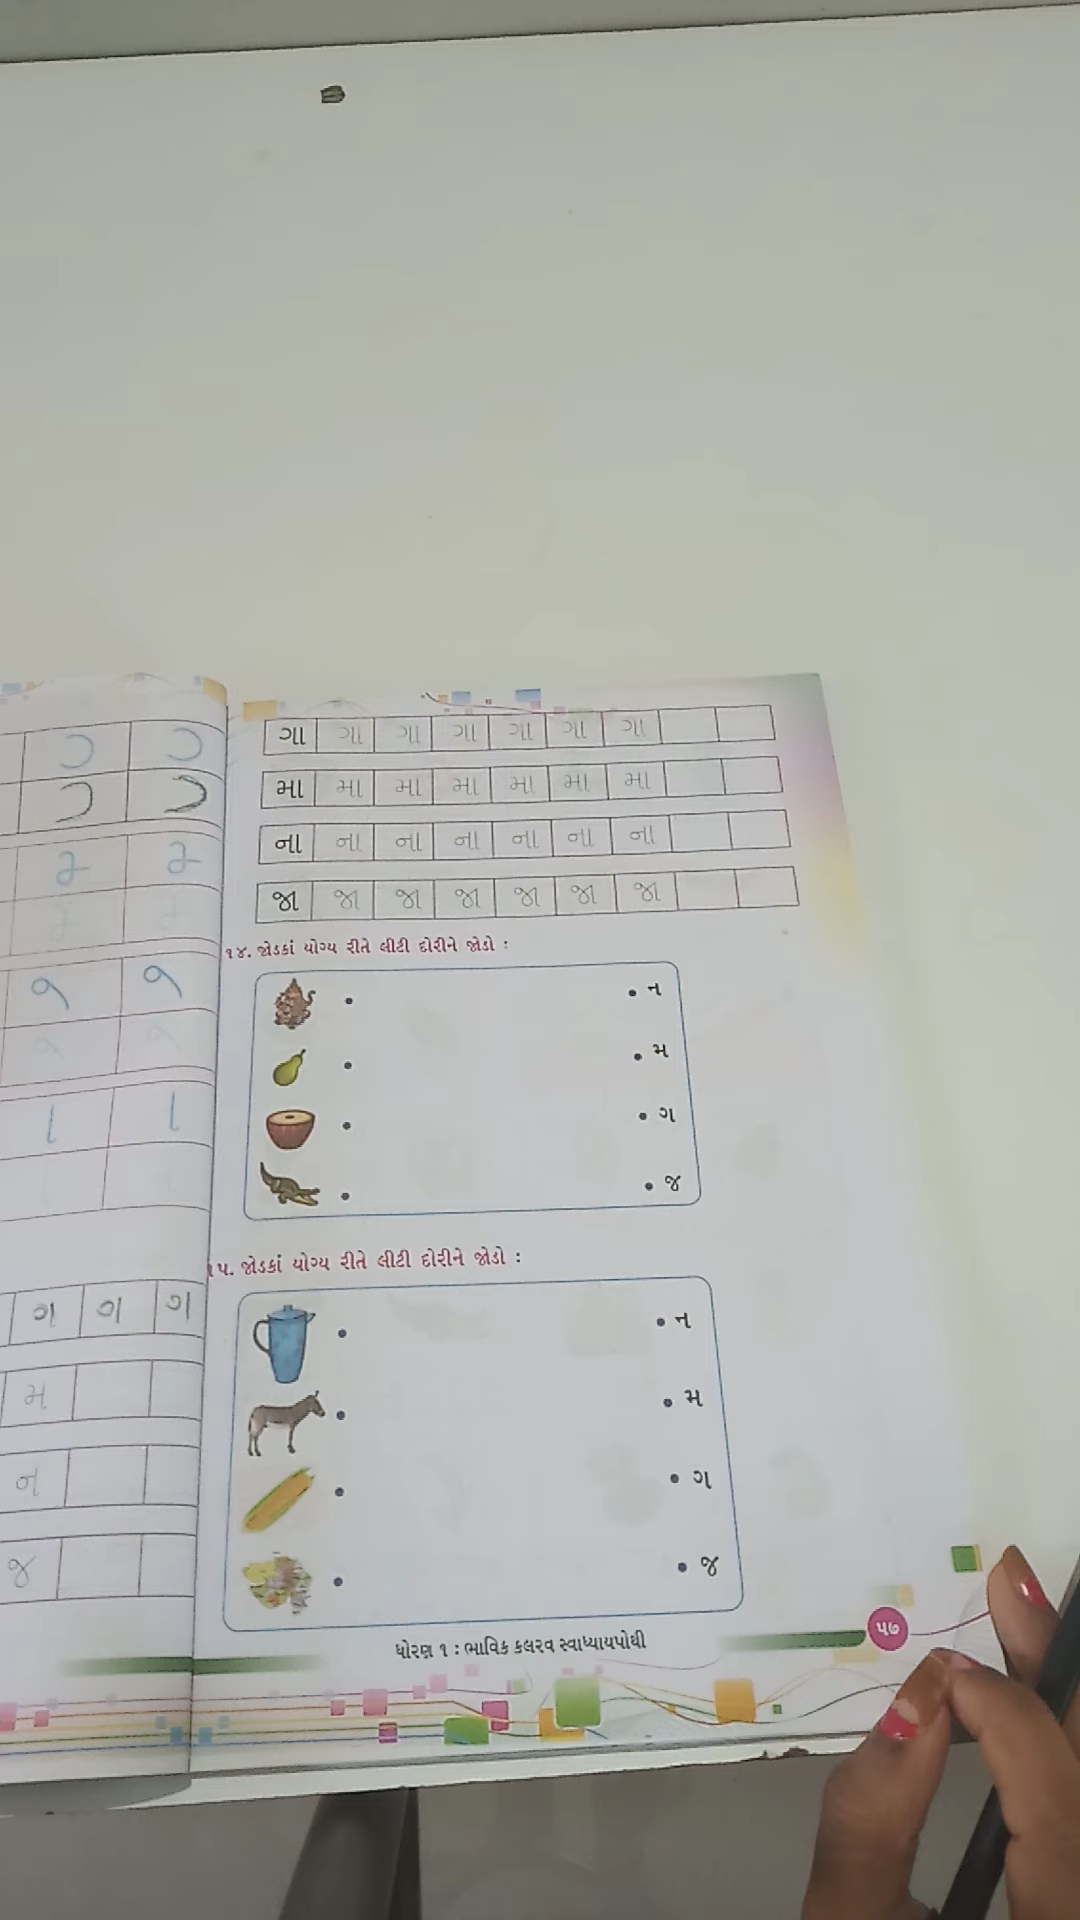 ગા ગા ગા ગા ગા ગા ગા
મા મા મા મા મા મા મા
ના ના ના ના ના ના ના
જા જા જા જા જા જા જા
૧૪. જોડકાં યોગ્ય રીતે લીટી દોરીને જોડો :
ન
મ
ગ
જ
૧૫. જોડકાં યોગ્ય રીતે લીટી દોરીને જોડો :
ન
મ
ગ
જ
ધોરણ ૧ : ભાવિક કલરવ સ્વાધ્યાયપોથી
૫૭
ગ ગ ગ
મ
ન
જ